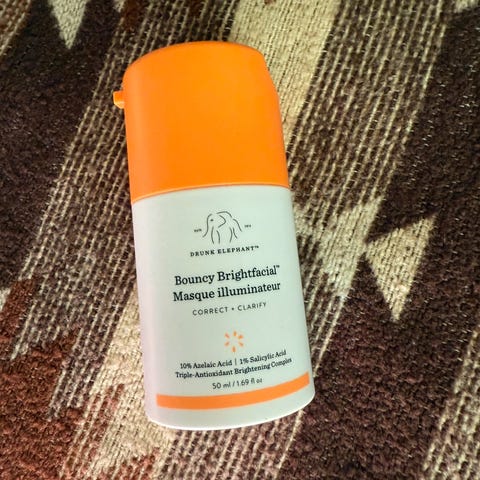 DRUNK ELEPHANT™
Bouncy Brightfacial™
Masque illuminateur
CORRECT + CLARIFY
10% Azelaic Acid | 1% Salicylic Acid
Triple-Antioxidant Brightening Complex
50 ml / 1.69 fl oz